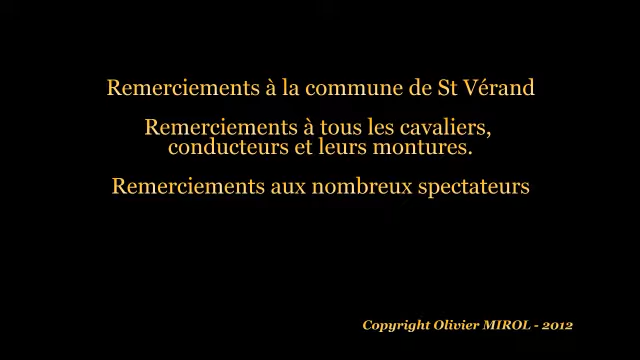 Remerciements à la commune de St Vérand
Remerciements à tous les cavaliers,
conducteurs et leurs montures.
Remerciements aux nombreux spectateurs
Copyright Olivier MIROL - 2012